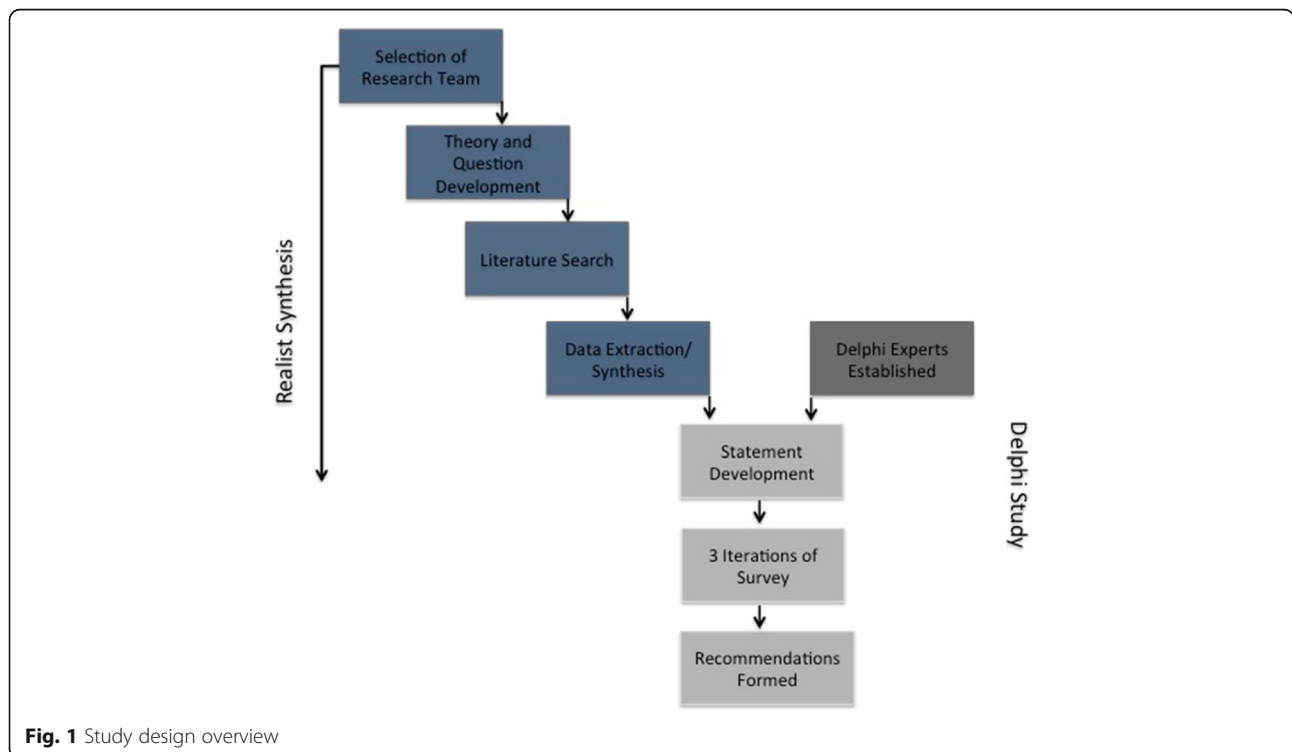 Selection of
Research Team
Theory and
Question
Development
Literature Search
Realist Synthesis
Data Extraction/
Synthesis
Delphi Experts
Established
Statement
Development
Delphi Study
3 Iterations of
Survey
Recommendations
Formed
Fig. 1 Study design overview